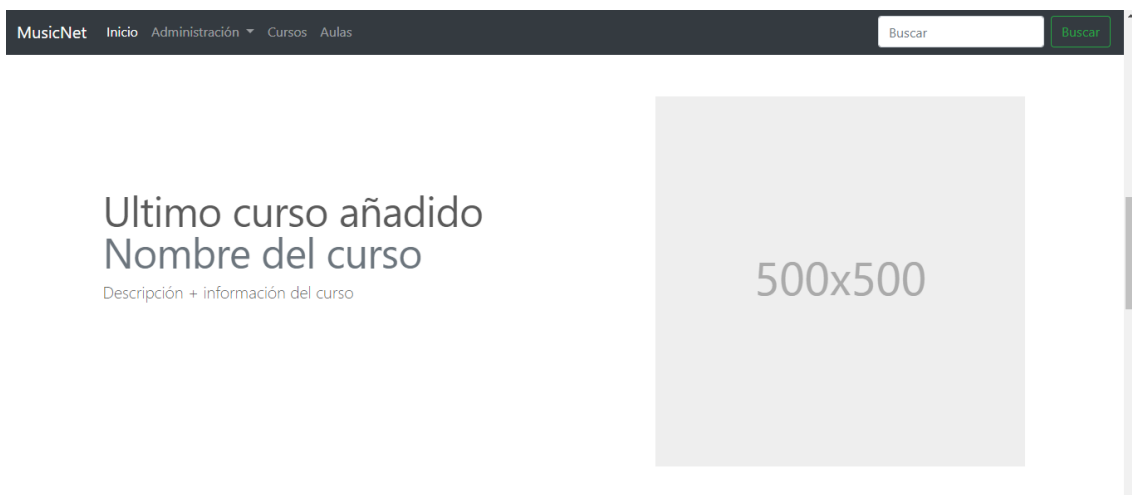 MusicNet Inicio Administración Cursos Aulas Buscar Buscar
Ultimo curso añadido
Nombre del curso
Descripción + información del curso
500x500